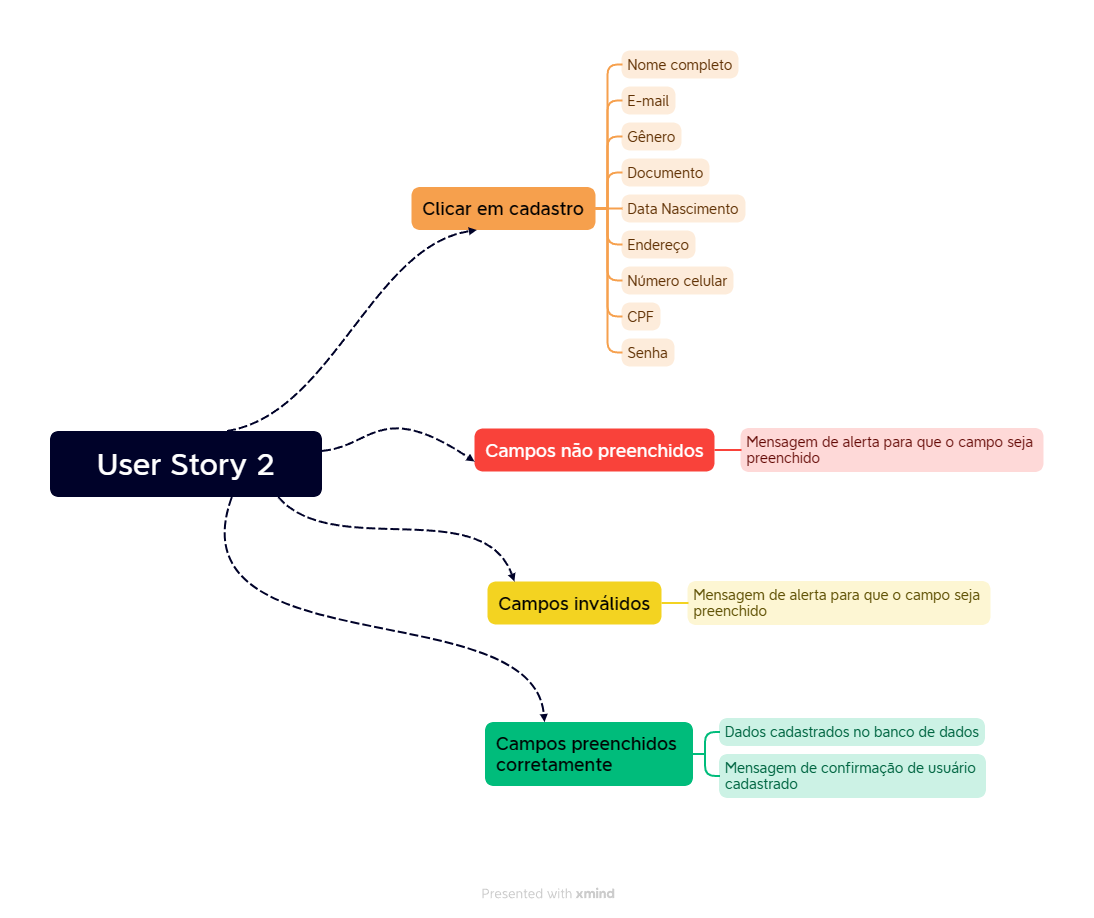 Nome completo
E-mail
Gênero
Documento
Clicar em cadastro
Data Nascimento
Endereço
Número celular
CPF
Senha
User Story 2
Campos não preenchidos
Mensagem de alerta para que o campo seja
preenchido
Campos inválidos
Mensagem de alerta para que o campo seja
preenchido
Campos preenchidos
corretamente
Dados cadastrados no banco de dados
Mensagem de confirmação de usuário
cadastrado
Presented with xmind